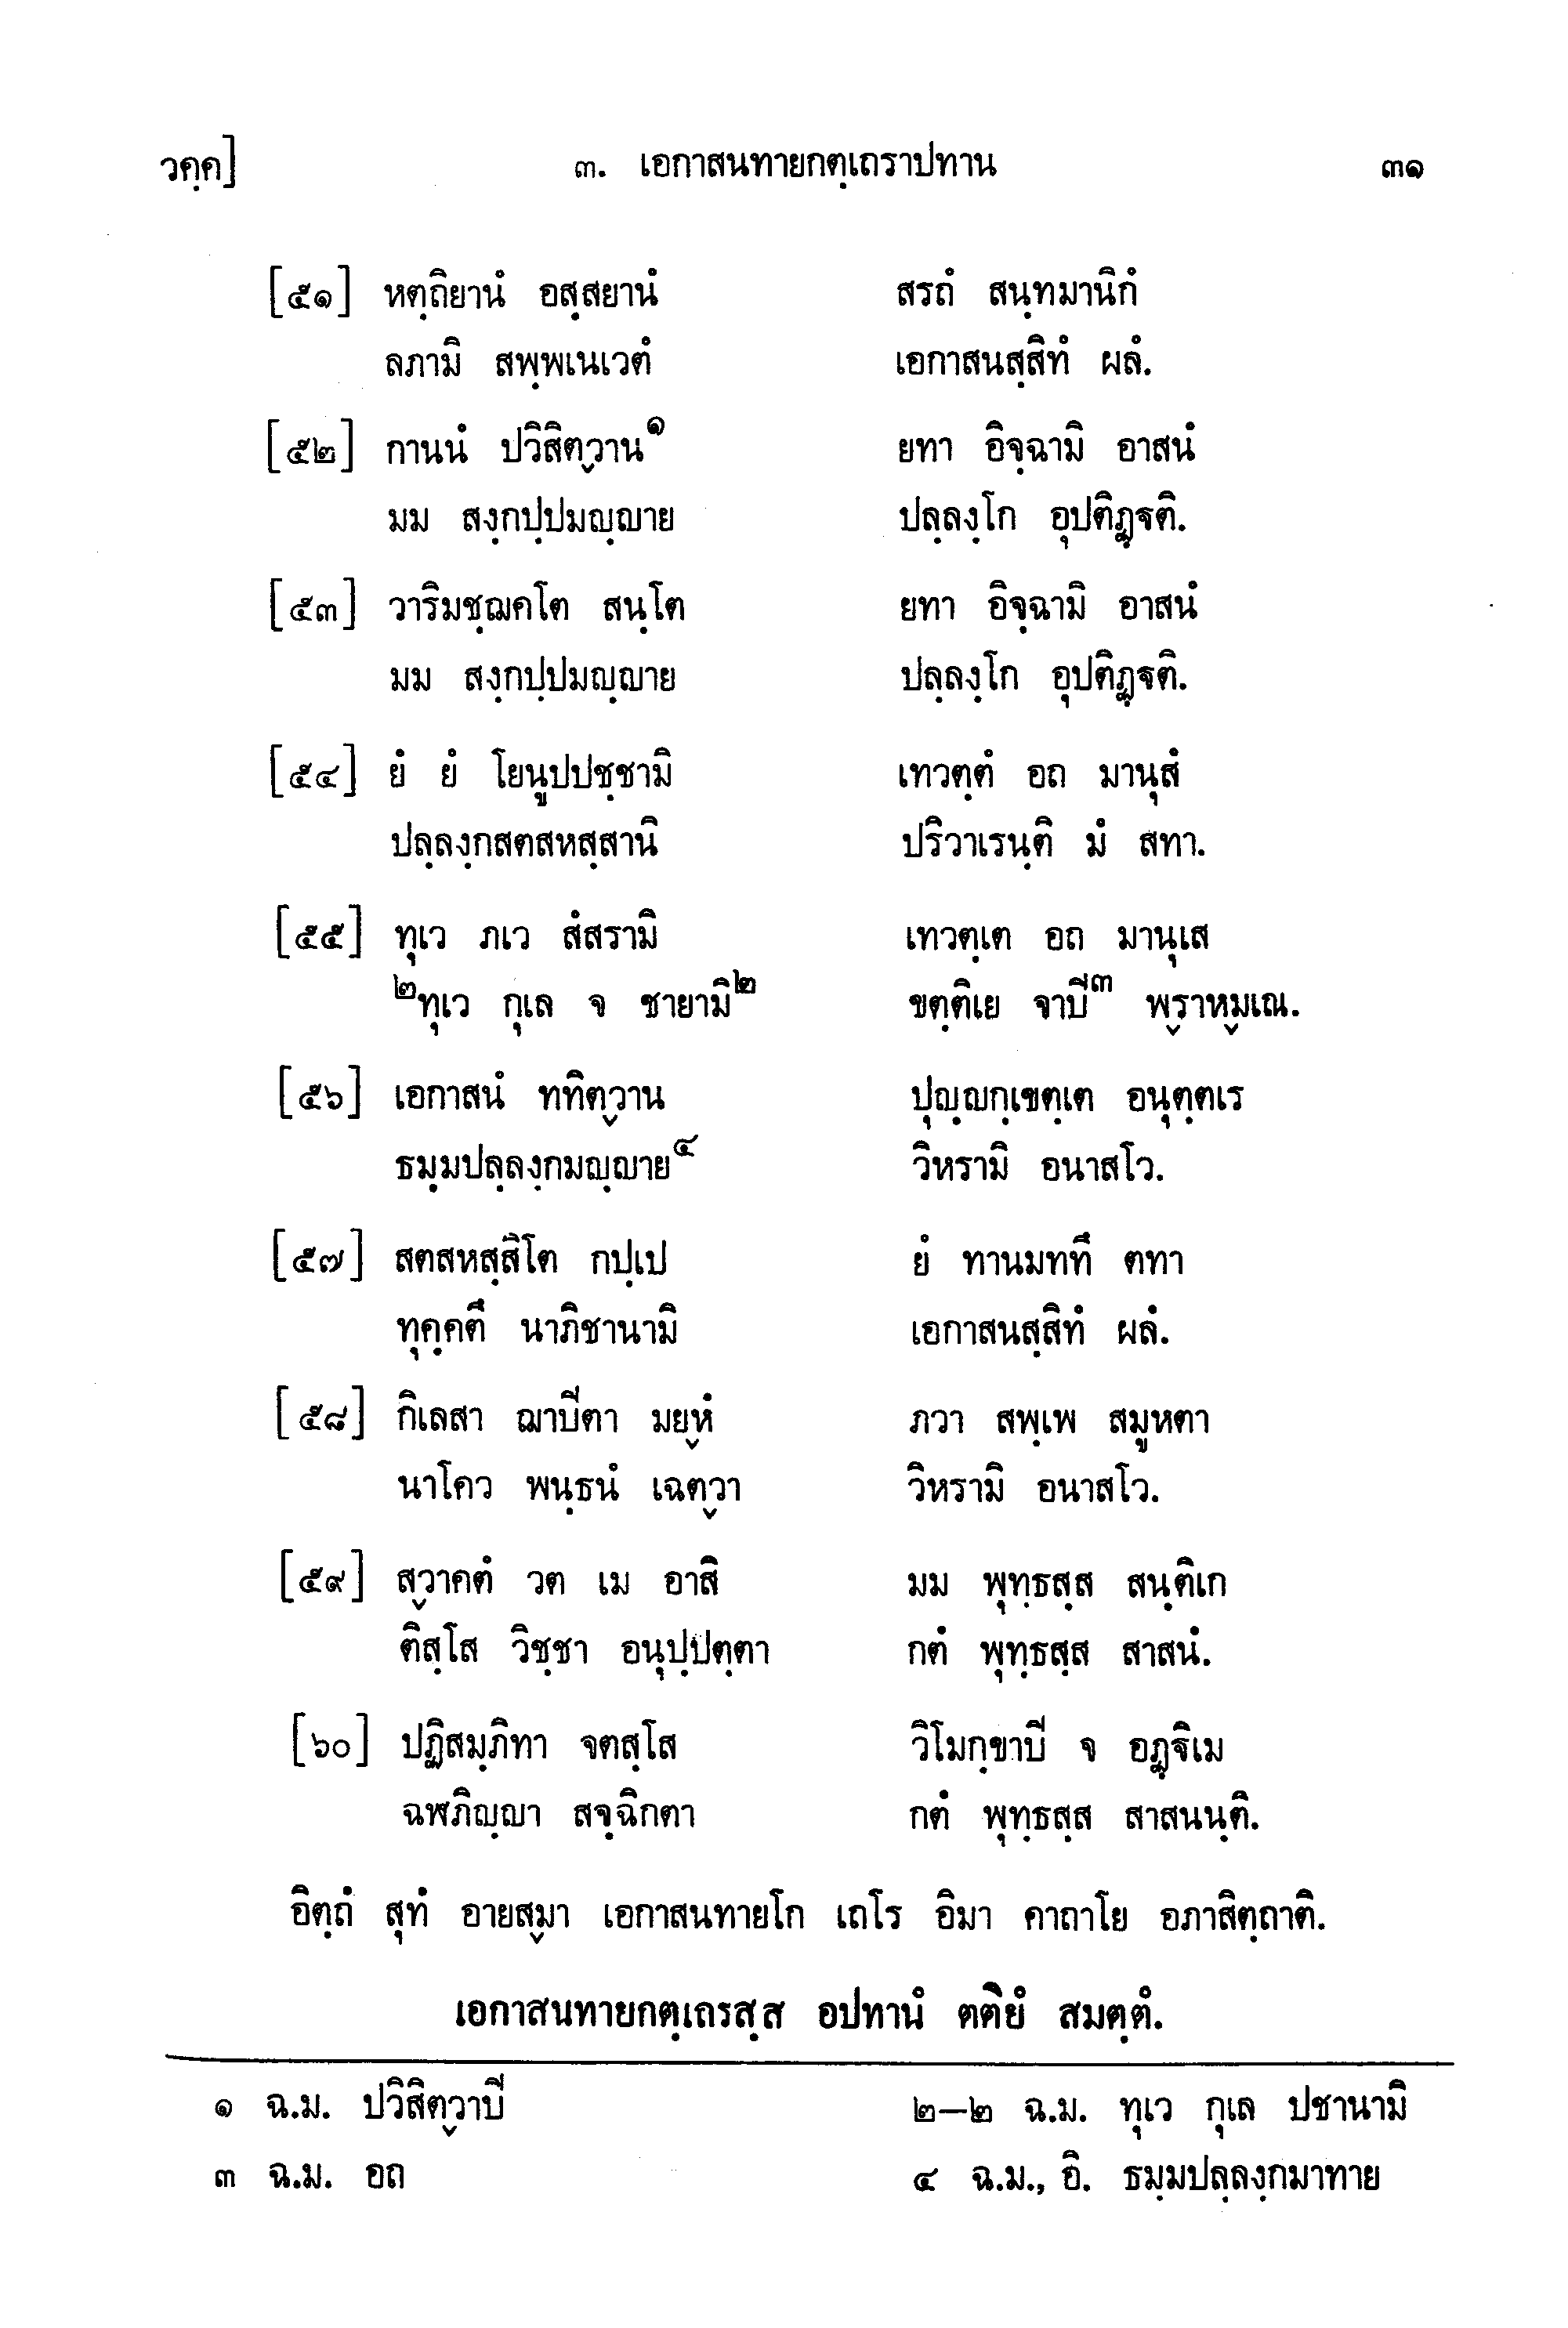 วคฺค] ๓. เอกาสนทายกตฺเถราปทาน ๓๑
[๕๑] หตฺถิยานํ อสฺสยานํ สรถํ สนฺทมานิกํ
ลภามิ สพฺพเนเวตํ เอกาสนสฺสิทํ ผลํ.
[๕๒] กานนํ ปวิสิตฺวาน๑ ยทา อิจฺฉามิ อาสนํ
มม สงฺกปฺปมญฺญาย ปลฺลงฺโก อุปติฏฺฐติ.
[๕๓] วาริมชฺฌคโต สนฺโต ยทา อิจฺฉามิ อาสนํ
มม สงฺกปฺปมญฺญาย ปลฺลงฺโก อุปติฏฺฐติ.
[๕๔] ยํ ยํ โยนูปปชฺชามิ เทวตฺตํ อถ มานุสํ
ปลฺลงฺกสตสหสฺสานิ ปริวาเรนฺติ มํ สทา.
[๕๕] ทุเว ภเว สํสรามิ เทวตฺเต อถ มานุเส
๒ทุเว กุเล จ ชายามิ๒ ขตฺติเย จาปิ๓ พฺราหฺมเณ.
[๕๖] เอกาสนํ ททิตฺวาน ปุญฺญกฺเขตฺเต อนุตฺตเร
ธมฺมปลฺลงฺกมญฺญาย๔ วิหรามิ อนาสโว.
[๕๗] สตสหสฺสิโต กปฺเป ยํ ทานมททึ ตทา
ทุคฺคตึ นาภิชานามิ เอกาสนสฺสิทํ ผลํ.
[๕๘] กิเลสา ฌาปิตา มยฺหํ ภวา สพฺเพ สมูหตา
นาโคว พนฺธนํ เฉตฺวา วิหรามิ อนาสโว.
[๕๙] สฺวาคตํ วต เม อาสิ มม พุทฺธสฺส สนฺติเก
ติสฺโส วิชฺชา อนุปฺปตฺตา กตํ พุทฺธสฺส สาสนํ.
[๖๐] ปฏิสมฺภิทา จตสฺโส วิโมกฺขาปิ จ อฏฺฐิเม
ฉฬภิญฺญา สจฺฉิกตา กตํ พุทฺธสฺส สาสนนฺติ.
อิตฺถํ สุทํ อายสฺมา เอกาสนทายโก เถโร อิมา คาถาโย อภาสิตฺถาติ.
เอกาสนทายกตฺเถรสฺส อปทานํ ตติยํ สมตฺตํ.
๑ ฉ.ม. ปวิสิตฺวาปิ ๒–๒ ฉ.ม. ทุเว กุเล ปชานามิ
๓ ฉ.ม. อถ ๔ ฉ.ม., อิ. ธมฺมปลฺลงฺกมาทาย